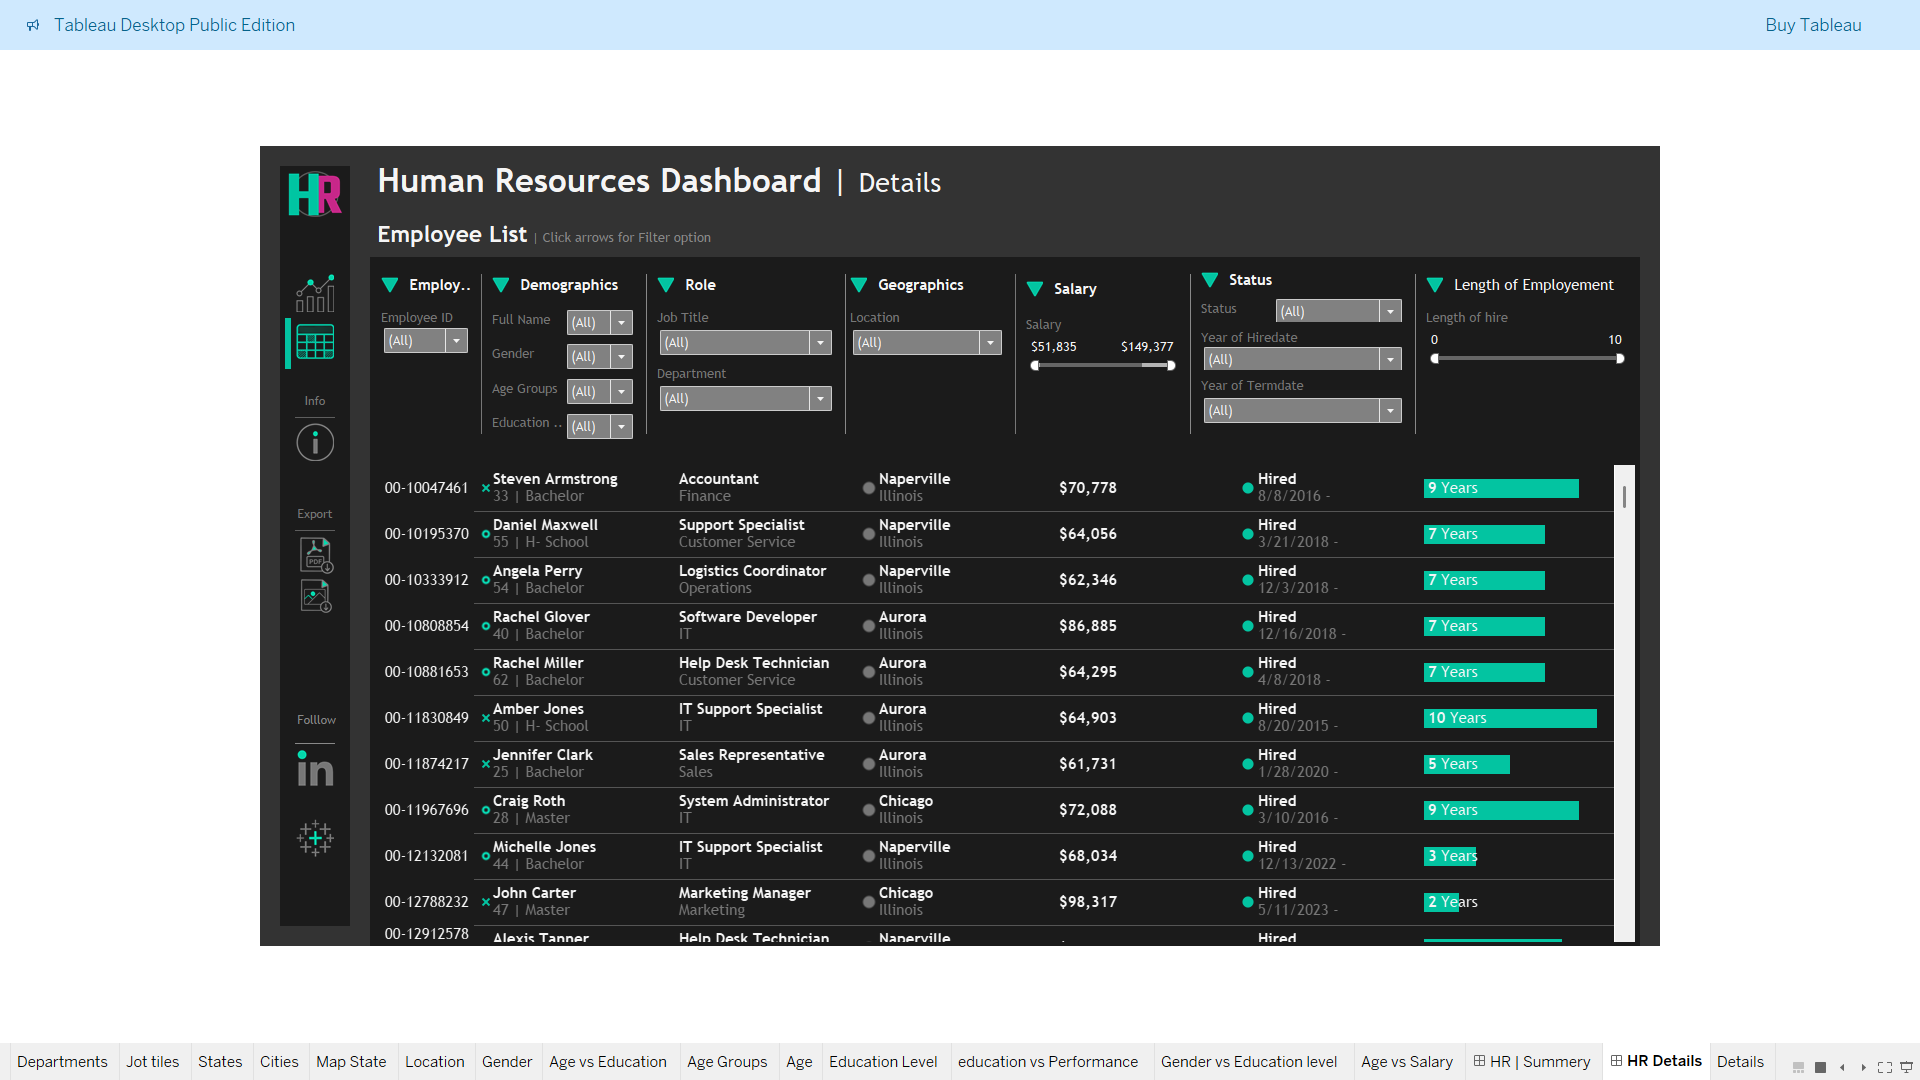 Tableau Desktop Public Edition
Buy Tableau
HR
Human Resources Dashboard | Details
Employee List | Click arrows for Filter option
Employ..
Demographics
Role
Geographics
Salary
Status
Length of Employement
Employee ID
(All)
Full Name (All)
Gender (All)
Age Groups (All)
Education .. (All)
Job Title
(All)
Department
(All)
Location
(All)
Salary
$51,835 $149,377
Status (All)
Year of Hiredate
(All)
Year of Termdate
(All)
Length of hire
0 10
Info
Export
PDF
Folllow
in
00-10047461 Steven Armstrong Accountant Naperville $70,778 Hired 9 Years
33 | Bachelor Finance Illinois 8/8/2016 -
00-10195370 Daniel Maxwell Support Specialist Naperville $64,056 Hired 7 Years
55 | H- School Customer Service Illinois 3/21/2018 -
00-10333912 Angela Perry Logistics Coordinator Naperville $62,346 Hired 7 Years
54 | Bachelor Operations Illinois 12/3/2018 -
00-10808854 Rachel Glover Software Developer Aurora $86,885 Hired 7 Years
40 | Bachelor IT Illinois 12/16/2018 -
00-10881653 Rachel Miller Help Desk Technician Aurora $64,295 Hired 7 Years
62 | Bachelor Customer Service Illinois 4/8/2018 -
00-11830849 Amber Jones IT Support Specialist Aurora $64,903 Hired 10 Years
50 | H- School IT Illinois 8/20/2015 -
00-11874217 Jennifer Clark Sales Representative Aurora $61,731 Hired 5 Years
25 | Bachelor Sales Illinois 1/28/2020 -
00-11967696 Craig Roth System Administrator Chicago $72,088 Hired 9 Years
28 | Master IT Illinois 3/10/2016 -
00-12132081 Michelle Jones IT Support Specialist Naperville $68,034 Hired 3 Years
44 | Bachelor IT Illinois 12/13/2022 -
00-12788232 John Carter Marketing Manager Chicago $98,317 Hired 2 Years
47 | Master Marketing Illinois 5/11/2023 -
00-12912578 Alexis Tanner Help Desk Technician Naperville Hired
Departments Jot tiles States Cities Map State Location Gender Age vs Education Age Groups Age Education Level education vs Performance Gender vs Education level Age vs Salary HR | Summery HR Details Details